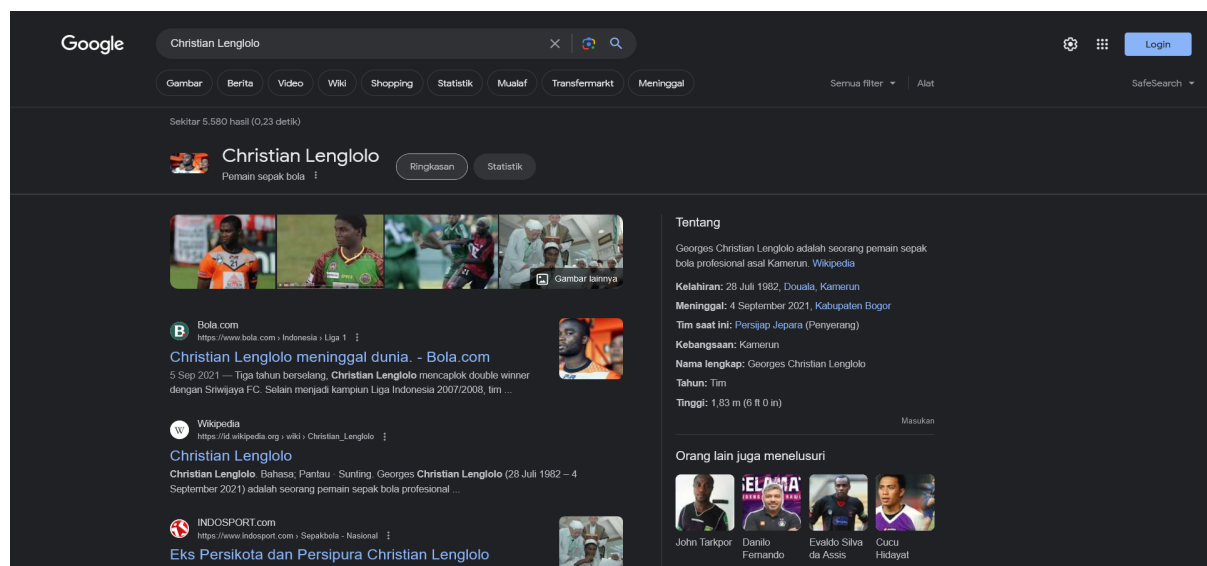 Google
Christian Lenglolo
Login
Gambar
Berita
Video
Wiki
Shopping
Statistik
Mualaf
Transfermarkt
Meninggal
Semua filter
Alat
SafeSearch
Sekitar 5.580 hasil (0,23 detik)
Christian Lenglolo
Pemain sepak bola
Ringkasan
Statistik
21
Gambar lainnya
Bola.com
https://www.bola.com › Indonesia › Liga 1
Christian Lenglolo meninggal dunia. - Bola.com
5 Sep 2021 — Tiga tahun berselang, Christian Lenglolo mencaplok double winner
dengan Sriwijaya FC. Selain menjadi kampiun Liga Indonesia 2007/2008, tim ...
Wikipedia
https://id.wikipedia.org › wiki › Christian_Lenglolo
Christian Lenglolo
Christian Lenglolo. Bahasa; Pantau · Sunting. Georges Christian Lenglolo (28 Juli 1982 – 4
September 2021) adalah seorang pemain sepak bola profesional ...
INDOSPORT.com
https://www.indosport.com › Sepakbola - Nasional
Eks Persikota dan Persipura Christian Lenglolo
Tentang
Georges Christian Lenglolo adalah seorang pemain sepak
bola profesional asal Kamerun. Wikipedia
Kelahiran: 28 Juli 1982, Douala, Kamerun
Meninggal: 4 September 2021, Kabupaten Bogor
Tim saat ini: Persijap Jepara (Penyerang)
Kebangsaan: Kamerun
Nama lengkap: Georges Christian Lenglolo
Tahun: Tim
Tinggi: 1,83 m (6 ft 0 in)
Masukan
Orang lain juga menelusuri
John Tarkpor
Danilo
Fernando
Evaldo Silva
da Assis
Cucu
Hidayat